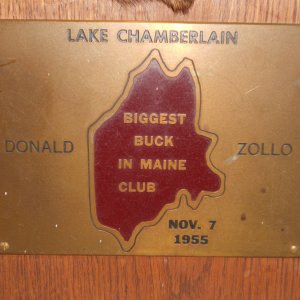 LAKE CHAMBERLAIN
BIGGEST
BUCK
IN MAINE
CLUB
DONALD
ZOLLO
NOV. 7
1955